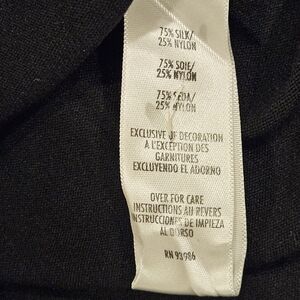 75% SILK/
25% NYLON
75% SOIE/
25% NYLON
75% SEDA/
25% NYLON
EXCLUSIVE OF DECORATION
A L'EXCEPTION DES
GARNITURES
EXCLUYENDO EL ADORNO
OVER FOR CARE
INSTRUCTIONS AU REVERS
INSTRUCCIONES DE LIMPIEZA
AL DORSO
RN 93986